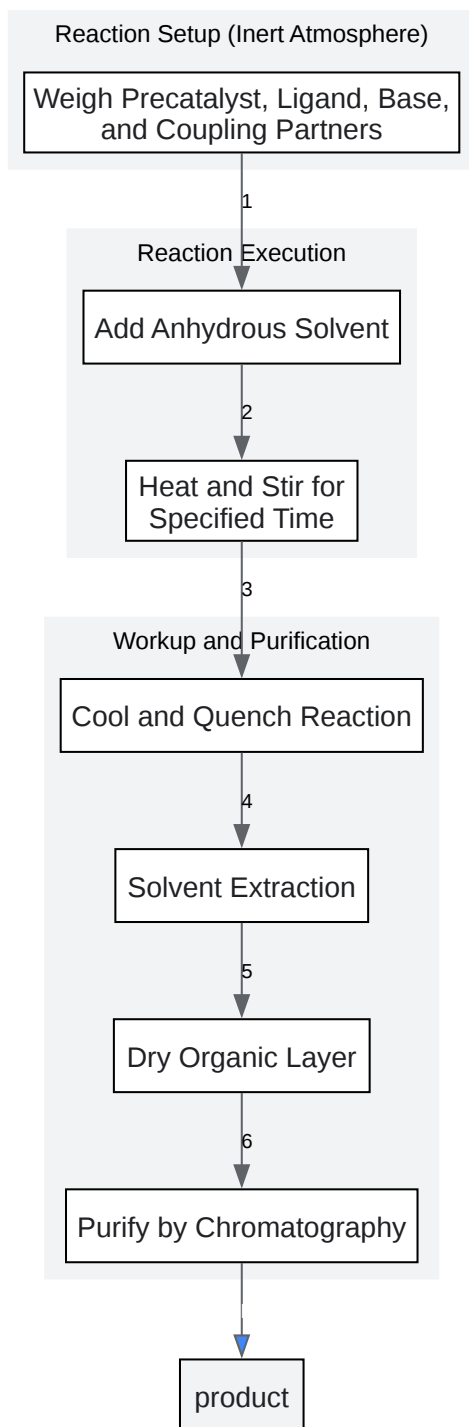 Reaction Setup (Inert Atmosphere)
Weigh Precatalyst, Ligand, Base,
and Coupling Partners
1
Reaction Execution
Add Anhydrous Solvent
2
Heat and Stir for
Specified Time
3
Workup and Purification
Cool and Quench Reaction
4
Solvent Extraction
5
Dry Organic Layer
6
Purify by Chromatography
product